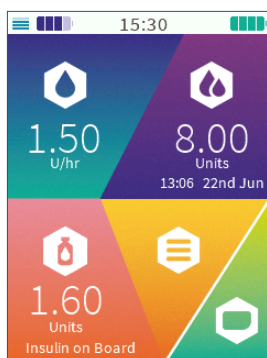 15:30
1.50
U/hr
8.00
Units
13:06 22nd Jun
1.60
Units
Insulin on Board